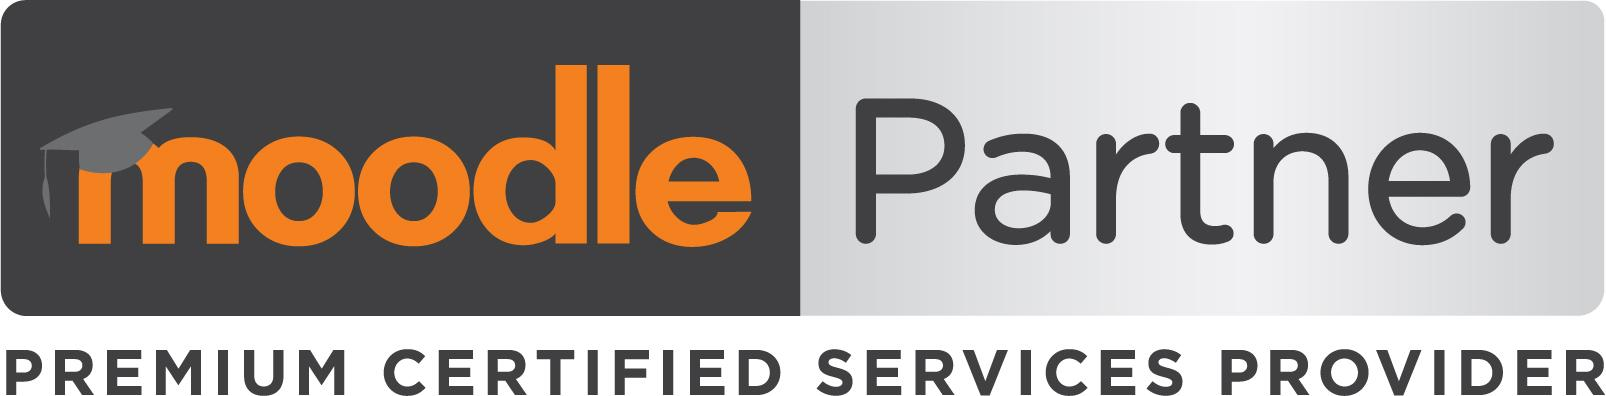 moodle Partner
PREMIUM CERTIFIED SERVICES PROVIDER